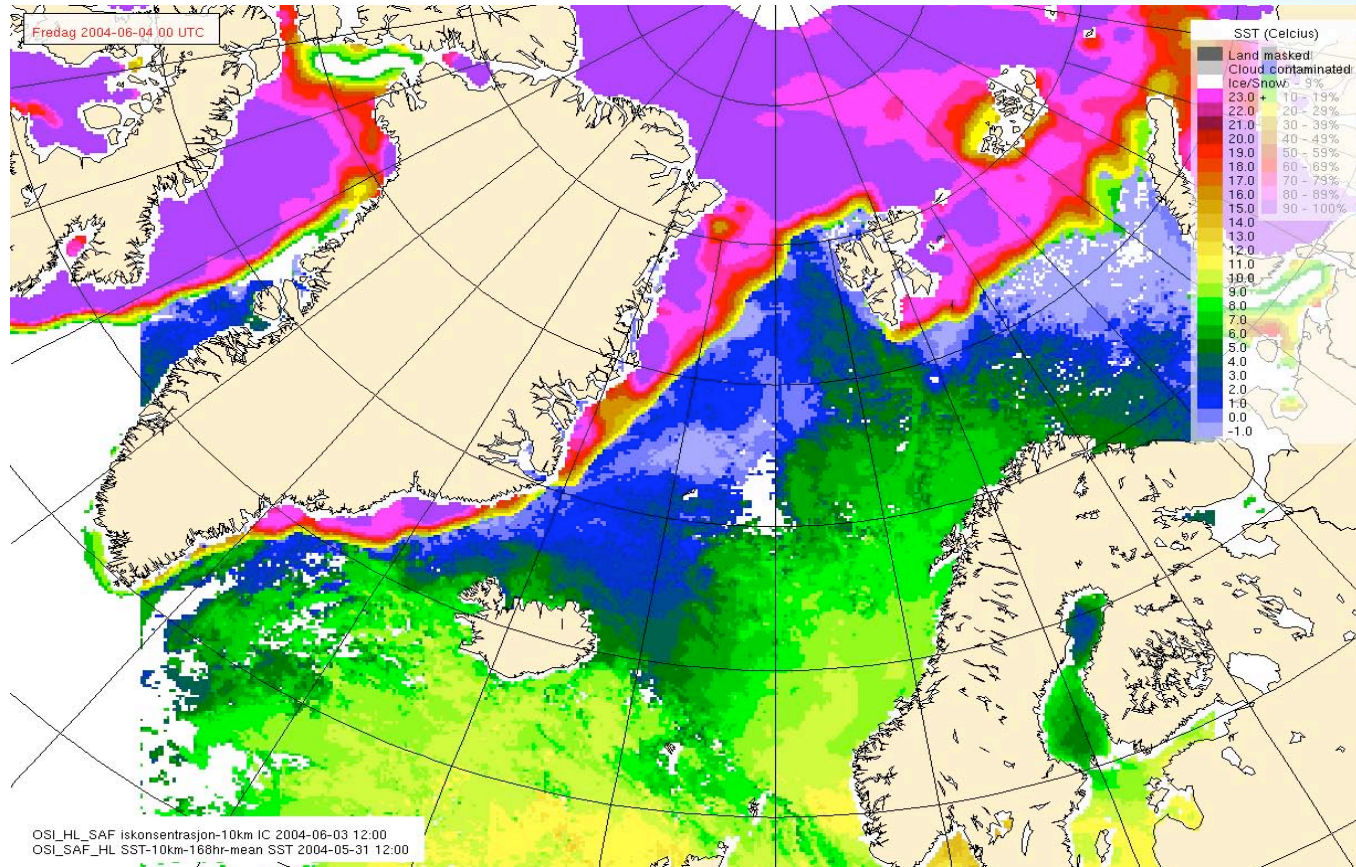 Fredag 2004-06-04 00 UTC
SST (Celcius)
Land masked
Cloud contaminated
Ice/Snow 5 - 9%
23.0 + 10 - 19%
22.0 20 - 29%
21.0 30 - 39%
20.0 40 - 49%
19.0 50 - 59%
18.0 60 - 69%
17.0 70 - 79%
16.0 80 - 89%
15.0 90 - 100%
14.0
13.0
12.0
11.0
10.0
9.0
8.0
7.0
6.0
5.0
4.0
3.0
2.0
1.0
0.0
-1.0
OSI_HL_SAF iskonsentrasjon-10km IC 2004-06-03 12:00
OSI_SAF_HL SST-10km-168hr-mean SST 2004-05-31 12:00